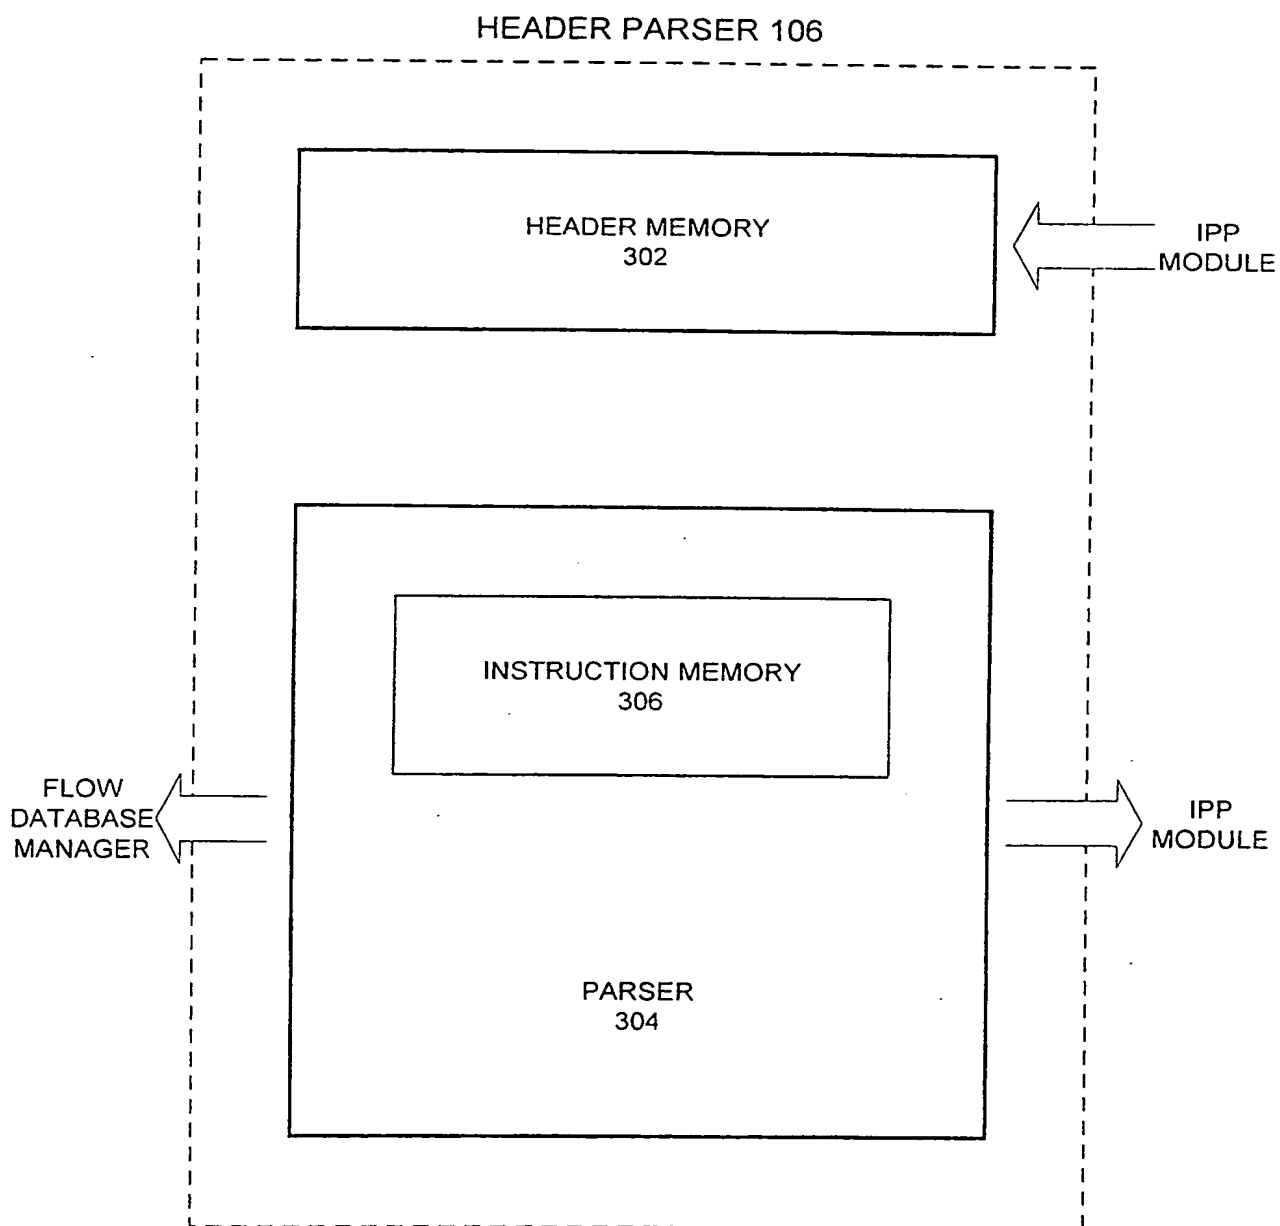 HEADER PARSER 106
HEADER MEMORY
302
IPP
MODULE
INSTRUCTION MEMORY
306
FLOW
DATABASE
MANAGER
IPP
MODULE
PARSER
304